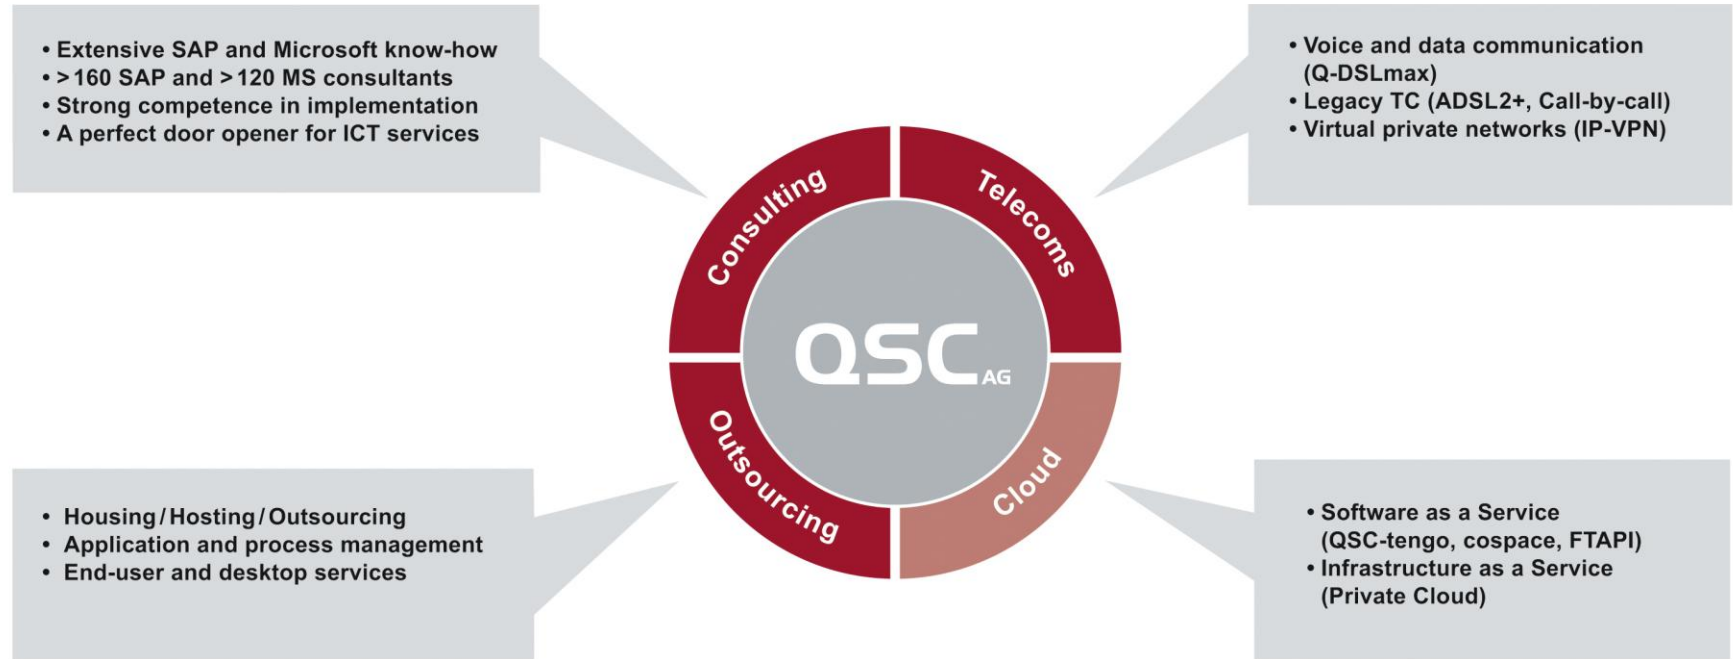 • Extensive SAP and Microsoft know-how
• >160 SAP and >120 MS consultants
• Strong competence in implementation
• A perfect door opener for ICT services
• Voice and data communication
(Q-DSLmax)
• Legacy TC (ADSL2+, Call-by-call)
• Virtual private networks (IP-VPN)
Consulting
Telecoms
QSC AG
Outsourcing
Cloud
• Housing/Hosting/Outsourcing
• Application and process management
• End-user and desktop services
• Software as a Service
(QSC-tengo, cospace, FTAPI)
• Infrastructure as a Service
(Private Cloud)